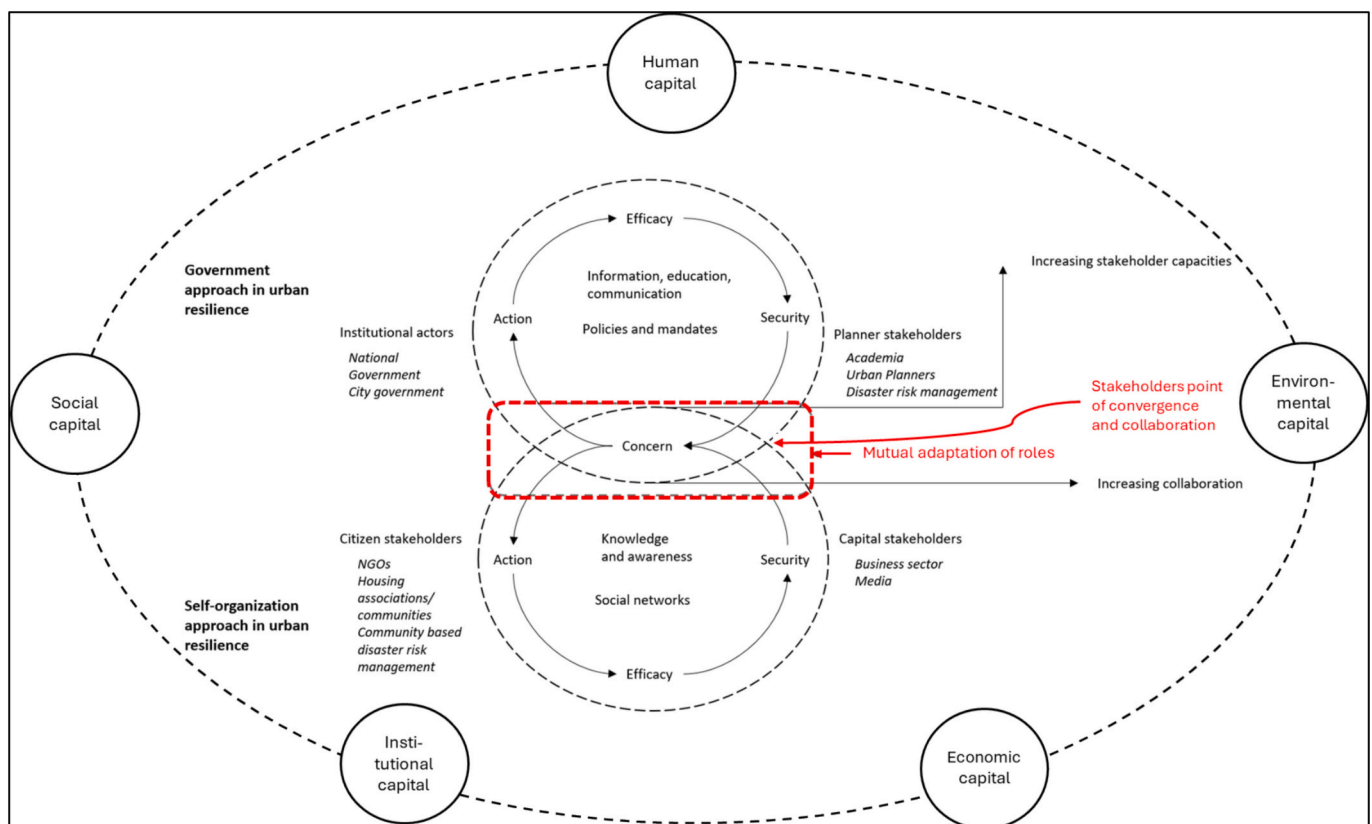 Human
capital
Efficacy
Government
approach in urban
resilience
Information, education,
communication
Increasing stakeholder capacities
Action
Security
Policies and mandates
Institutional actors
National
Government
City government
Planner stakeholders
Academia
Urban Planners
Disaster risk management
Social
capital
Stakeholders point
of convergence
and collaboration
Environ-
mental
capital
Concern
Mutual adaptation of roles
Increasing collaboration
Citizen stakeholders
NGOs
Housing
associations/
communities
Community based
disaster risk
management
Action
Knowledge
and awareness
Security
Capital stakeholders
Business sector
Media
Social networks
Self-organization
approach in urban
resilience
Efficacy
Insti-
tutional
capital
Economic
capital